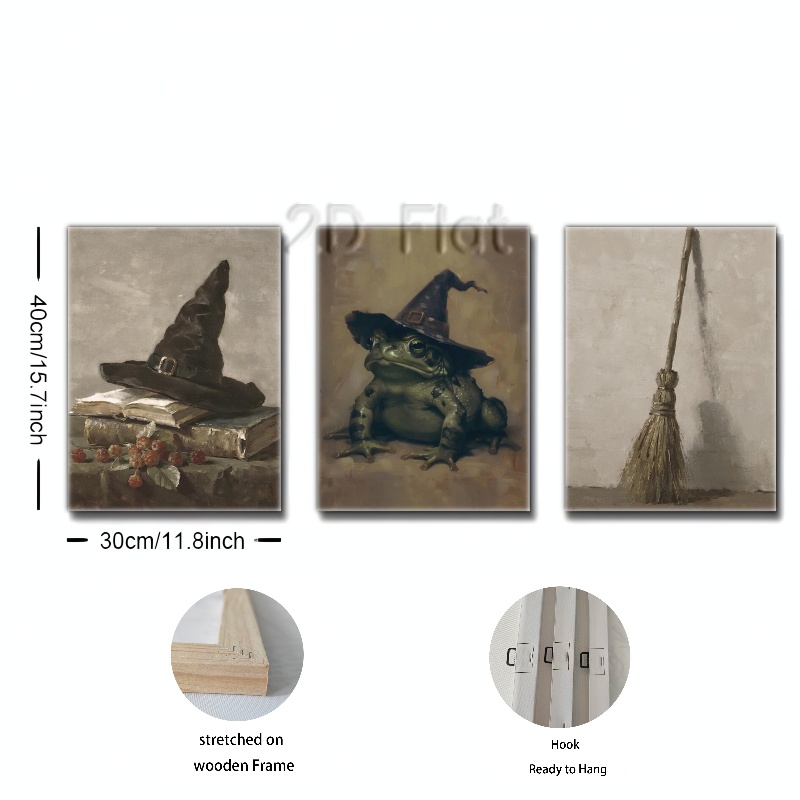 2D Flat
40cm/15.7inch
30cm/11.8inch
stretched on
wooden Frame
Hook
Ready to Hang